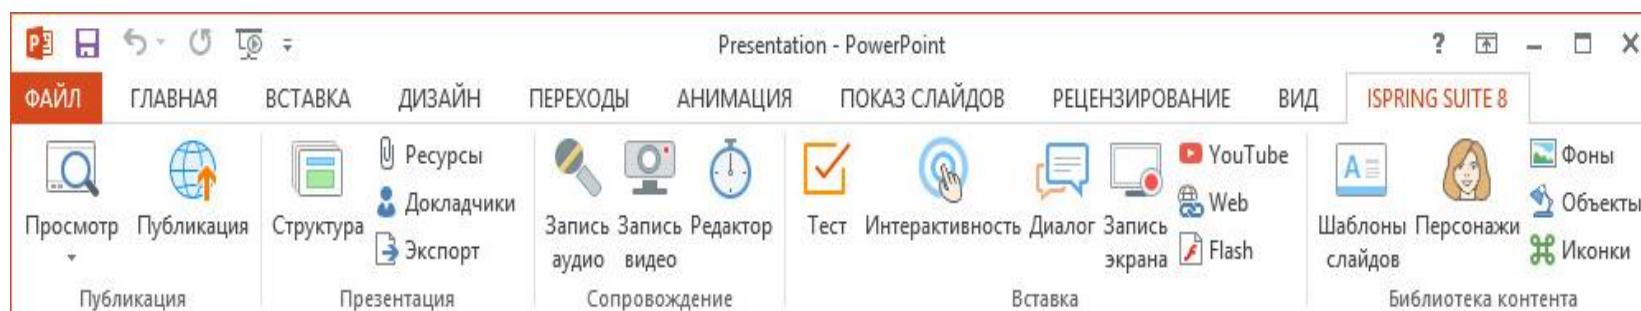 Presentation - PowerPoint
ФАЙЛ ГЛАВНАЯ ВСТАВКА ДИЗАЙН ПЕРЕХОДЫ АНИМАЦИЯ ПОКАЗ СЛАЙДОВ РЕЦЕНЗИРОВАНИЕ ВИД ISPRING SUITE 8
Просмотр
Публикация
Структура
Ресурсы
Докладчики
Экспорт
Запись
аудио
Запись
видео
Редактор
Тест
Интерактивность
Диалог
Запись
экрана
YouTube
Web
Flash
Шаблоны
слайдов
Персонажи
Фоны
Объекты
Иконки
Публикация Презентация Сопровождение Вставка Библиотека контента